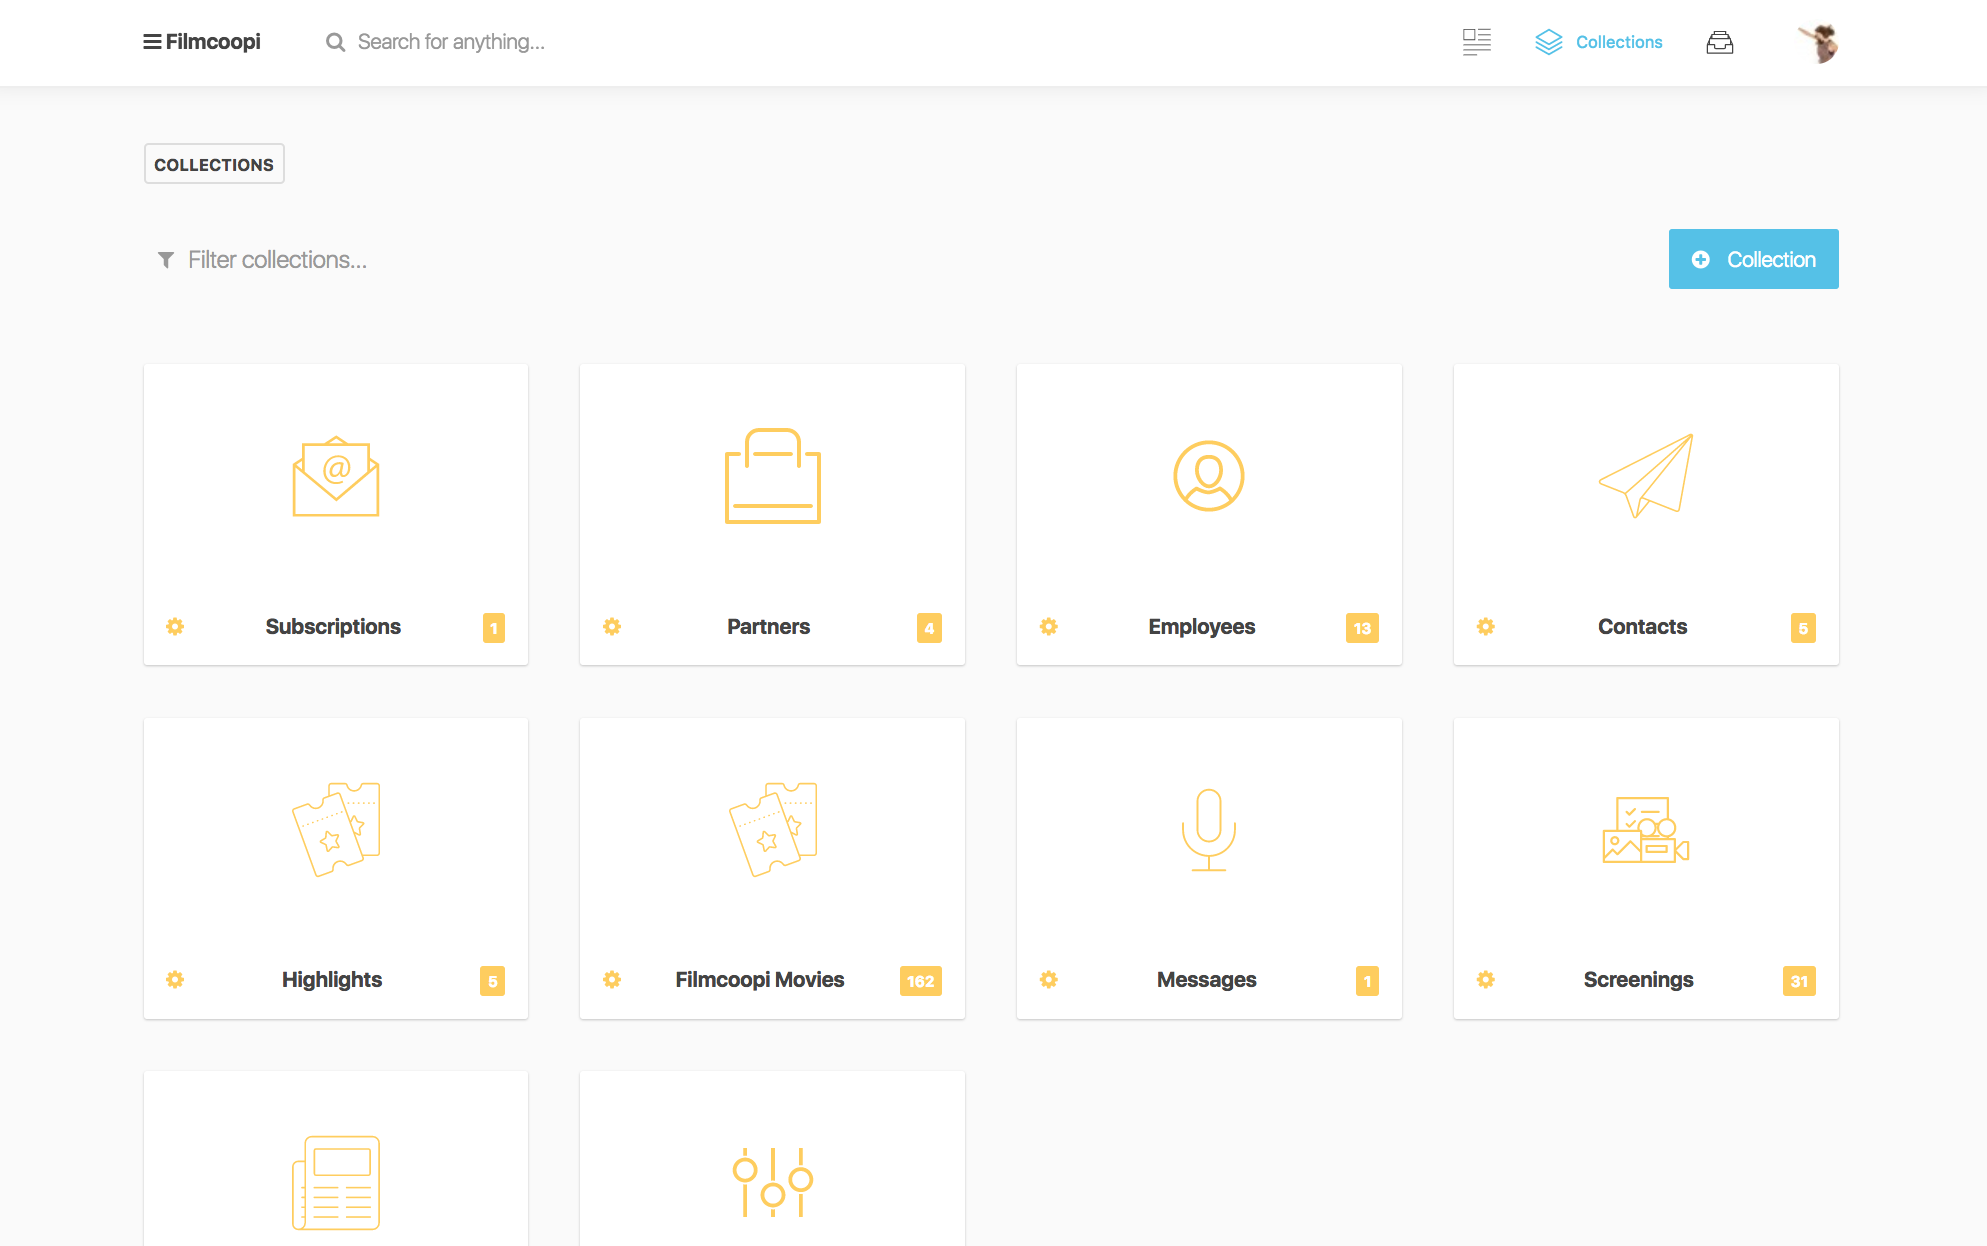 Filmcoopi
Search for anything...
Collections
COLLECTIONS
Filter collections...
Collection
@
Subscriptions 1
Partners 4
Employees 13
Contacts 5
Highlights 5
Filmcoopi Movies 162
Messages 1
Screenings 31